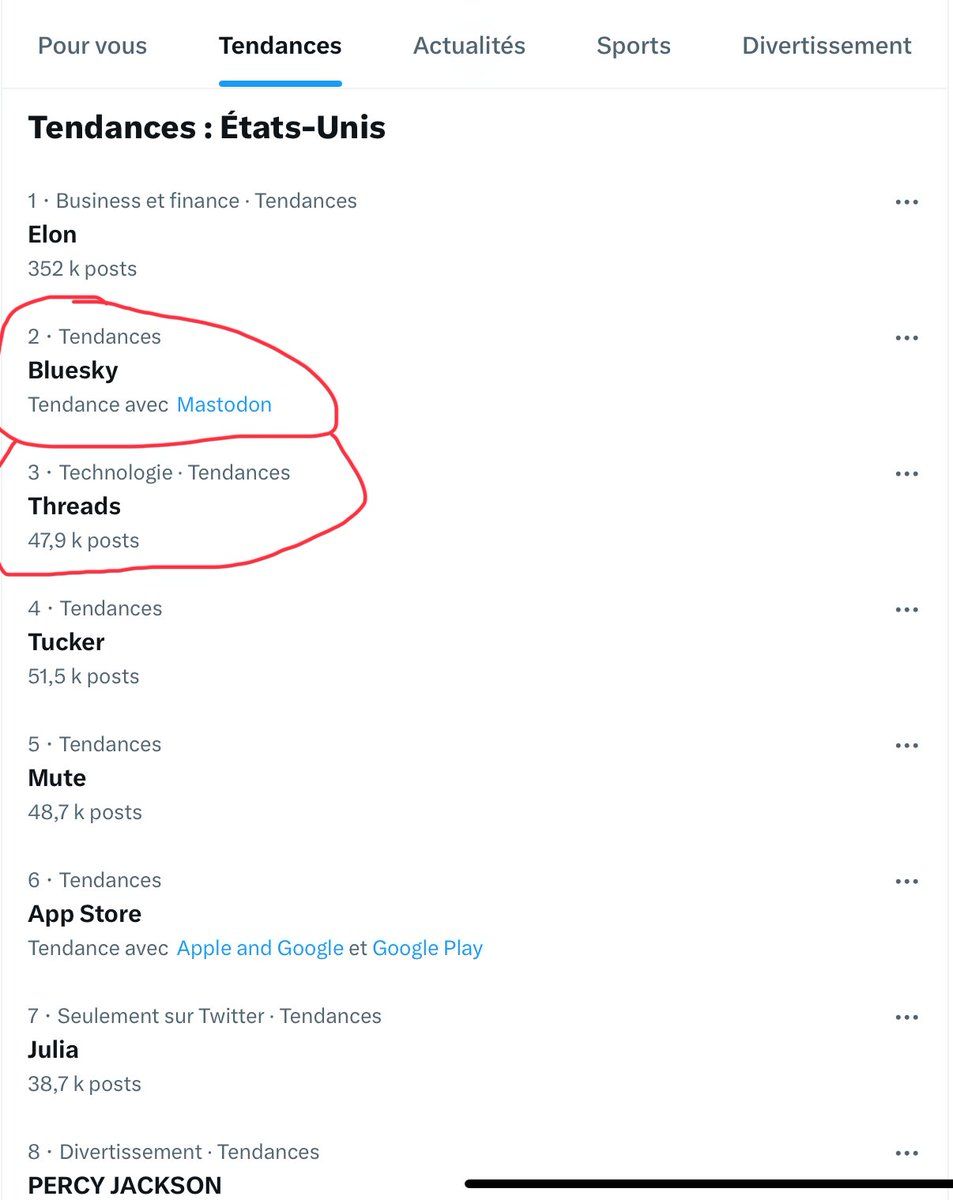 Pour vous Tendances Actualités Sports Divertissement
Tendances : États-Unis
1 · Business et finance · Tendances
Elon
352 k posts
2 · Tendances
Bluesky
Tendance avec Mastodon
3 · Technologie · Tendances
Threads
47,9 k posts
4 · Tendances
Tucker
51,5 k posts
5 · Tendances
Mute
48,7 k posts
6 · Tendances
App Store
Tendance avec Apple and Google et Google Play
7 · Seulement sur Twitter · Tendances
Julia
38,7 k posts
8 · Divertissement · Tendances
PERCY JACKSON